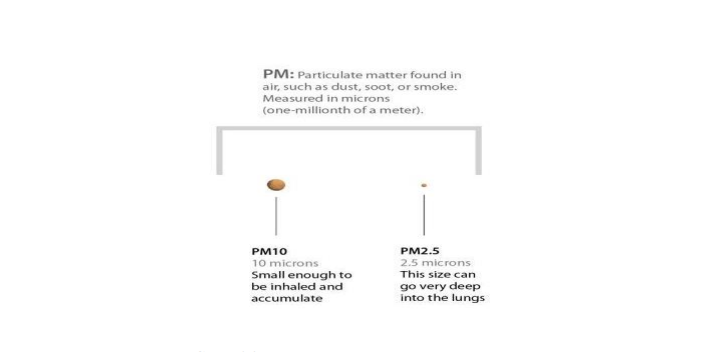 PM: Particulate matter found in
air, such as dust, soot, or smoke.
Measured in microns
(one-millionth of a meter).
PM10
10 microns
Small enough to
be inhaled and
accumulate
PM2.5
2.5 microns
This size can
go very deep
into the lungs